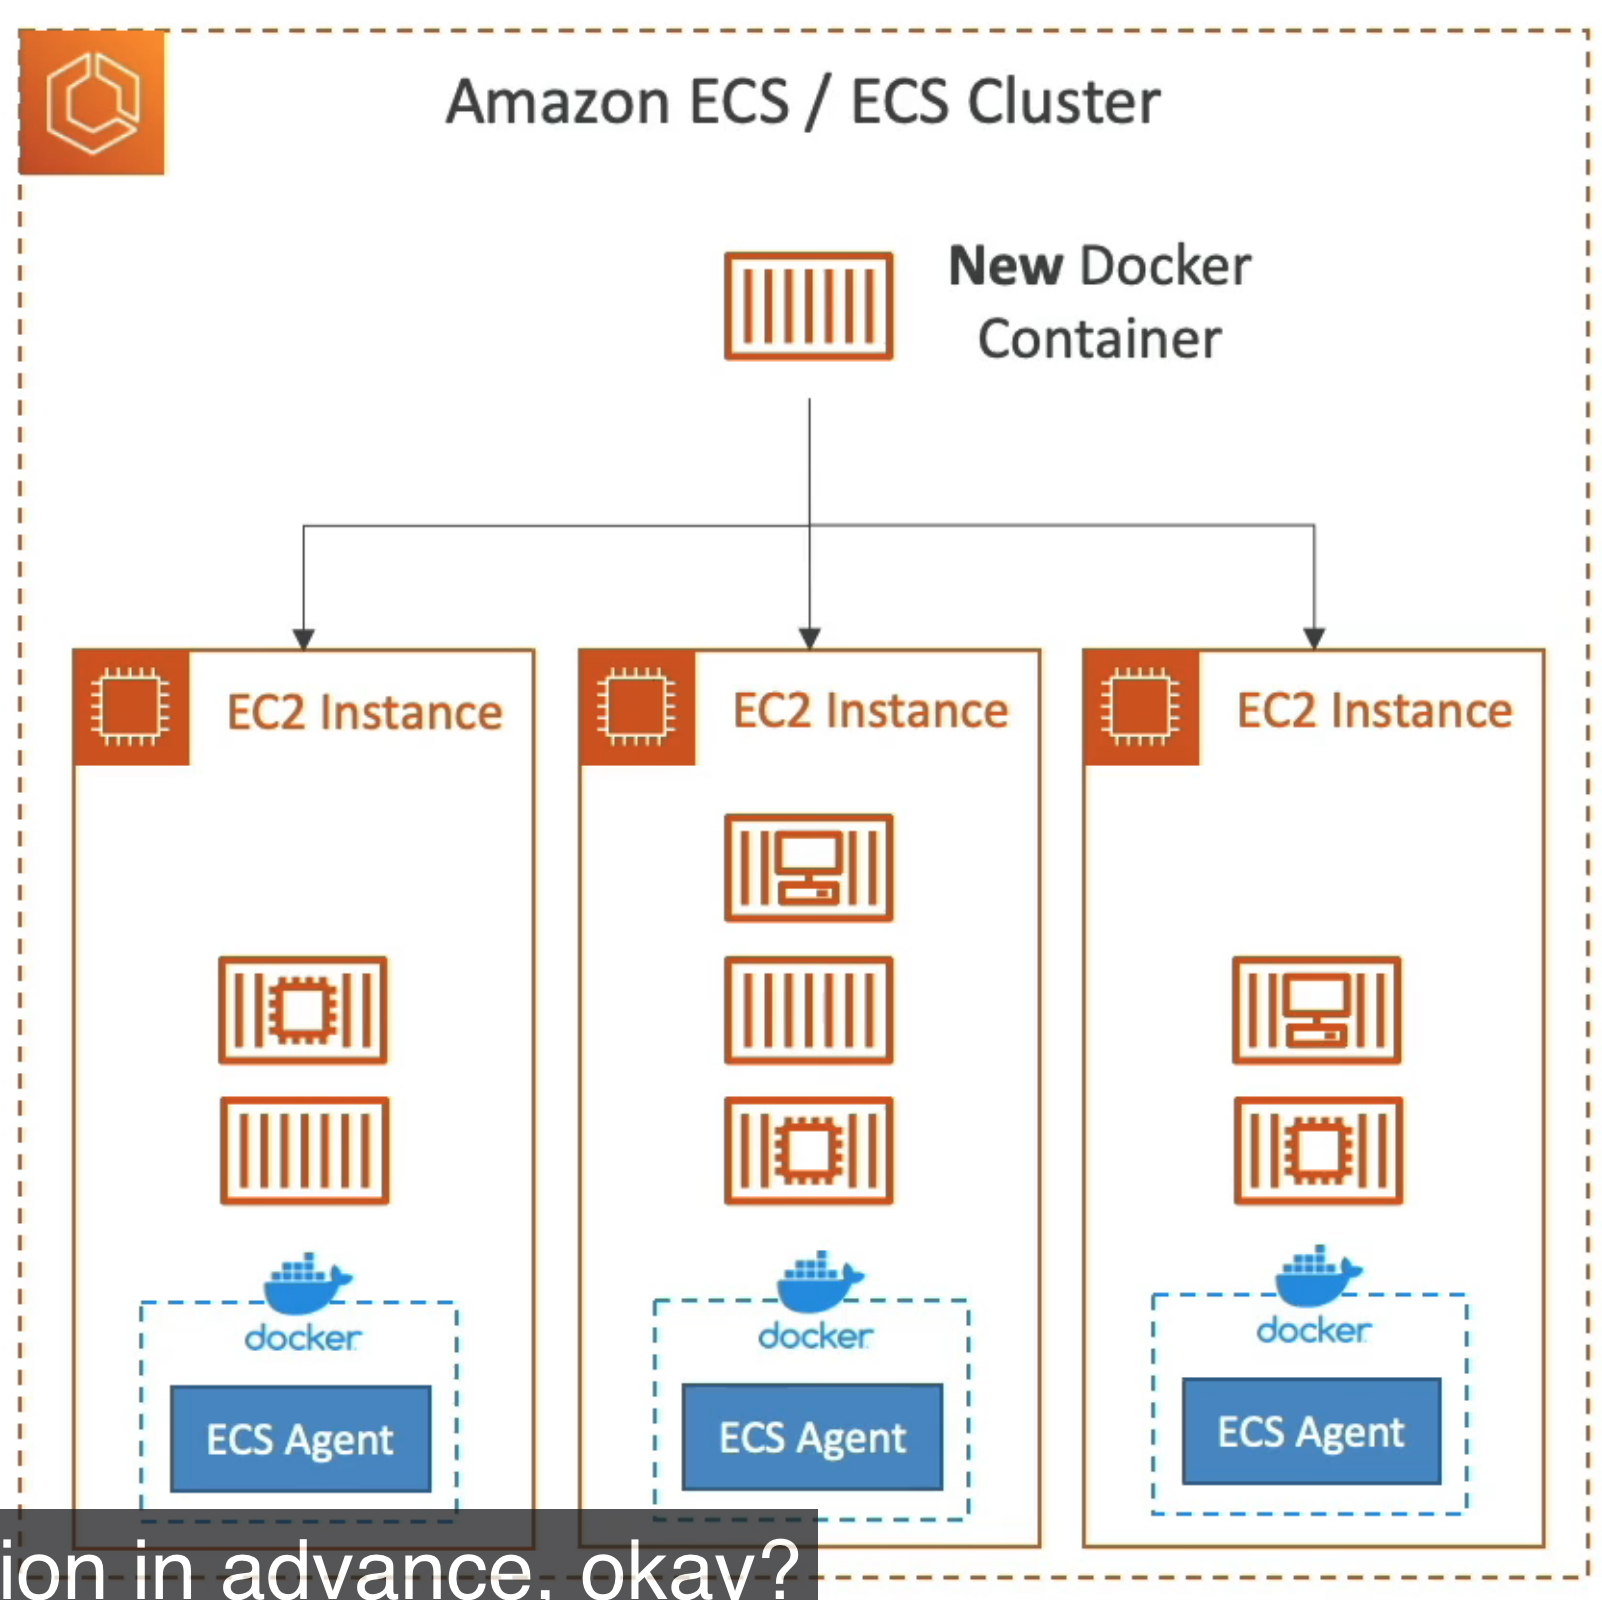 Amazon ECS / ECS Cluster
New Docker
Container
EC2 Instance
EC2 Instance
EC2 Instance
docker
docker
docker
ECS Agent
ECS Agent
ECS Agent
in advance, okay?